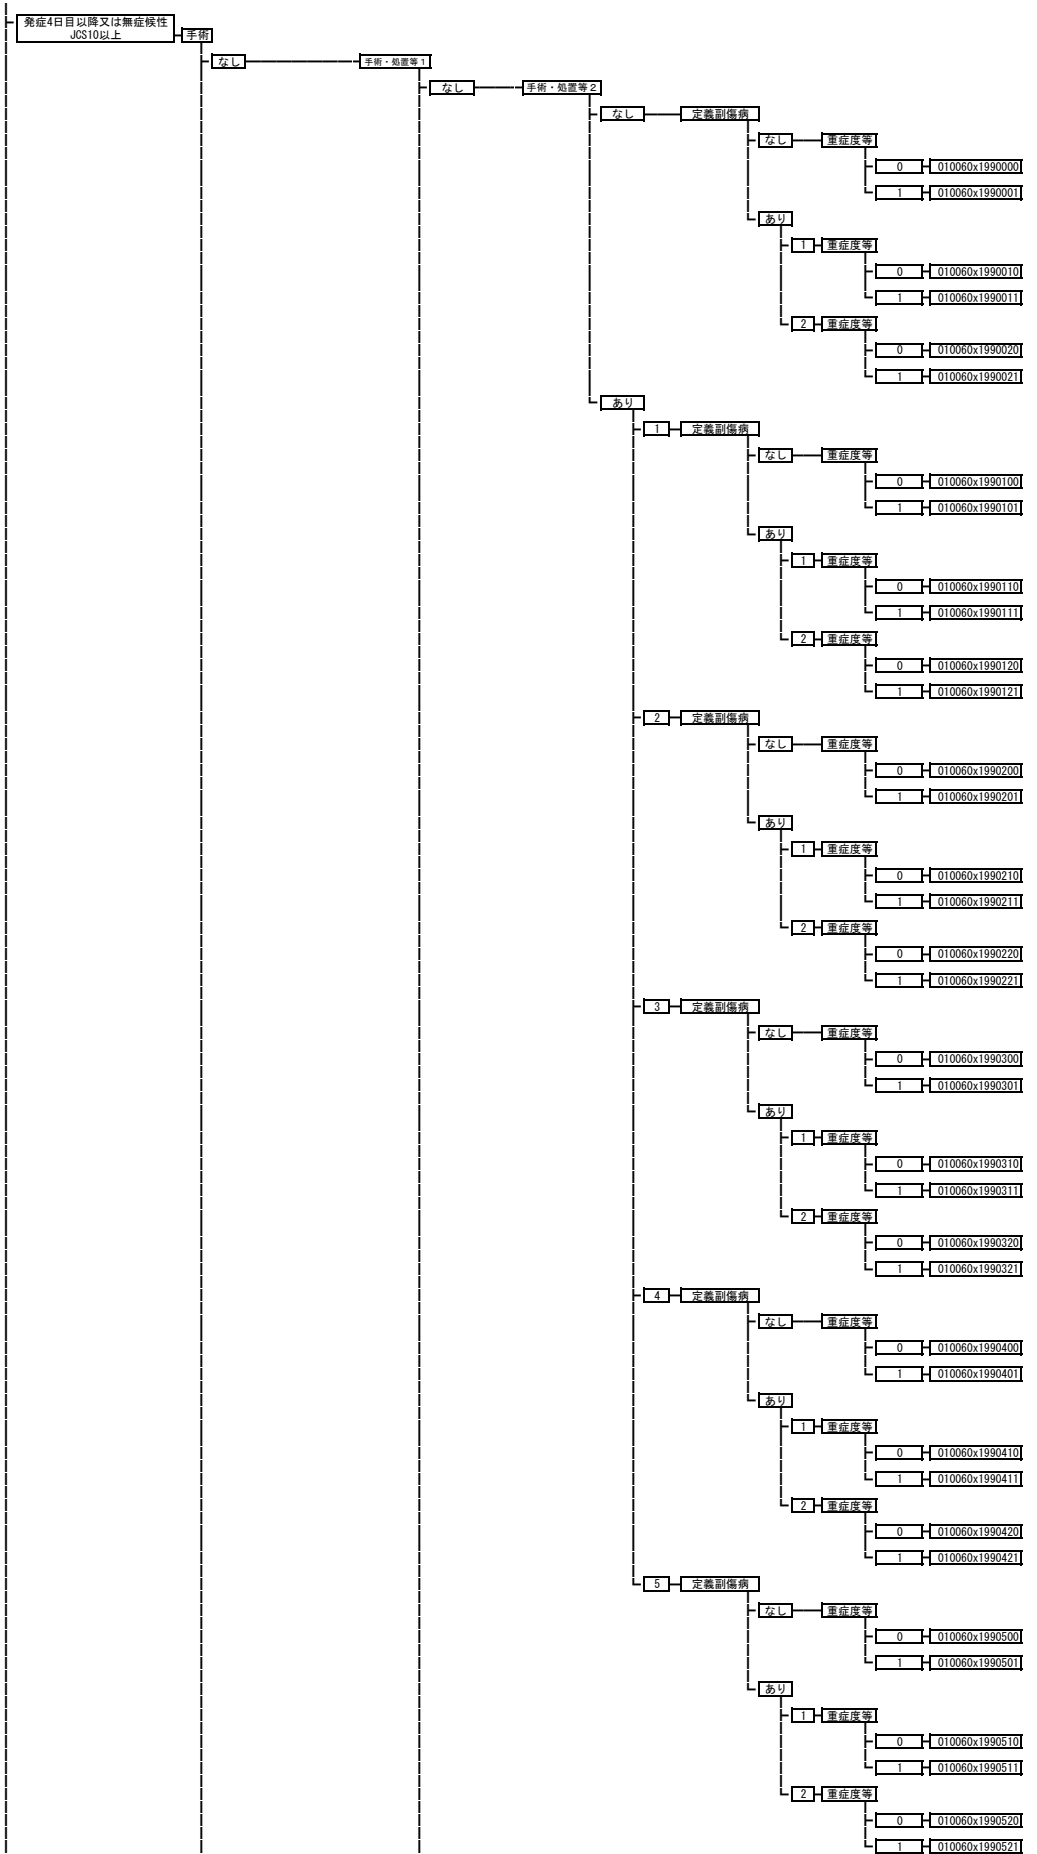 発症4日目以降又は無症候性
JCS10以上
手術
なし
手術・処置等1
なし
手術・処置等2
なし
定義副傷病
なし
重症度等
0
010060x1990000
1
010060x1990001
あり
1
重症度等
0
010060x1990010
1
010060x1990011
2
重症度等
0
010060x1990020
1
010060x1990021
あり
1
定義副傷病
なし
重症度等
0
010060x1990100
1
010060x1990101
あり
1
重症度等
0
010060x1990110
1
010060x1990111
2
重症度等
0
010060x1990120
1
010060x1990121
2
定義副傷病
なし
重症度等
0
010060x1990200
1
010060x1990201
あり
1
重症度等
0
010060x1990210
1
010060x1990211
2
重症度等
0
010060x1990220
1
010060x1990221
3
定義副傷病
なし
重症度等
0
010060x1990300
1
010060x1990301
あり
1
重症度等
0
010060x1990310
1
010060x1990311
2
重症度等
0
010060x1990320
1
010060x1990321
4
定義副傷病
なし
重症度等
0
010060x1990400
1
010060x1990401
あり
1
重症度等
0
010060x1990410
1
010060x1990411
2
重症度等
0
010060x1990420
1
010060x1990421
5
定義副傷病
なし
重症度等
0
010060x1990500
1
010060x1990501
あり
1
重症度等
0
010060x1990510
1
010060x1990511
2
重症度等
0
010060x1990520
1
010060x1990521